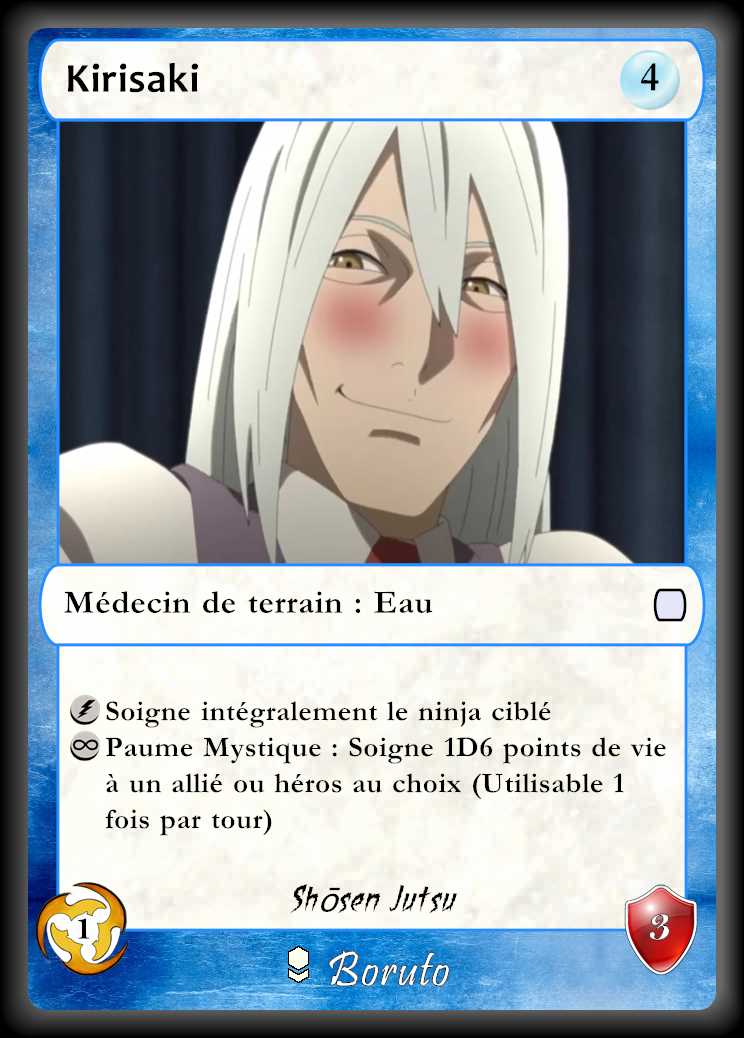 Kirisaki
4
Médecin de terrain : Eau
Soigne intégralement le ninja ciblé
Paume Mystique : Soigne 1D6 points de vie
à un allié ou héros au choix (Utilisable 1
fois par tour)
Shōsen Jutsu
1
3
Boruto